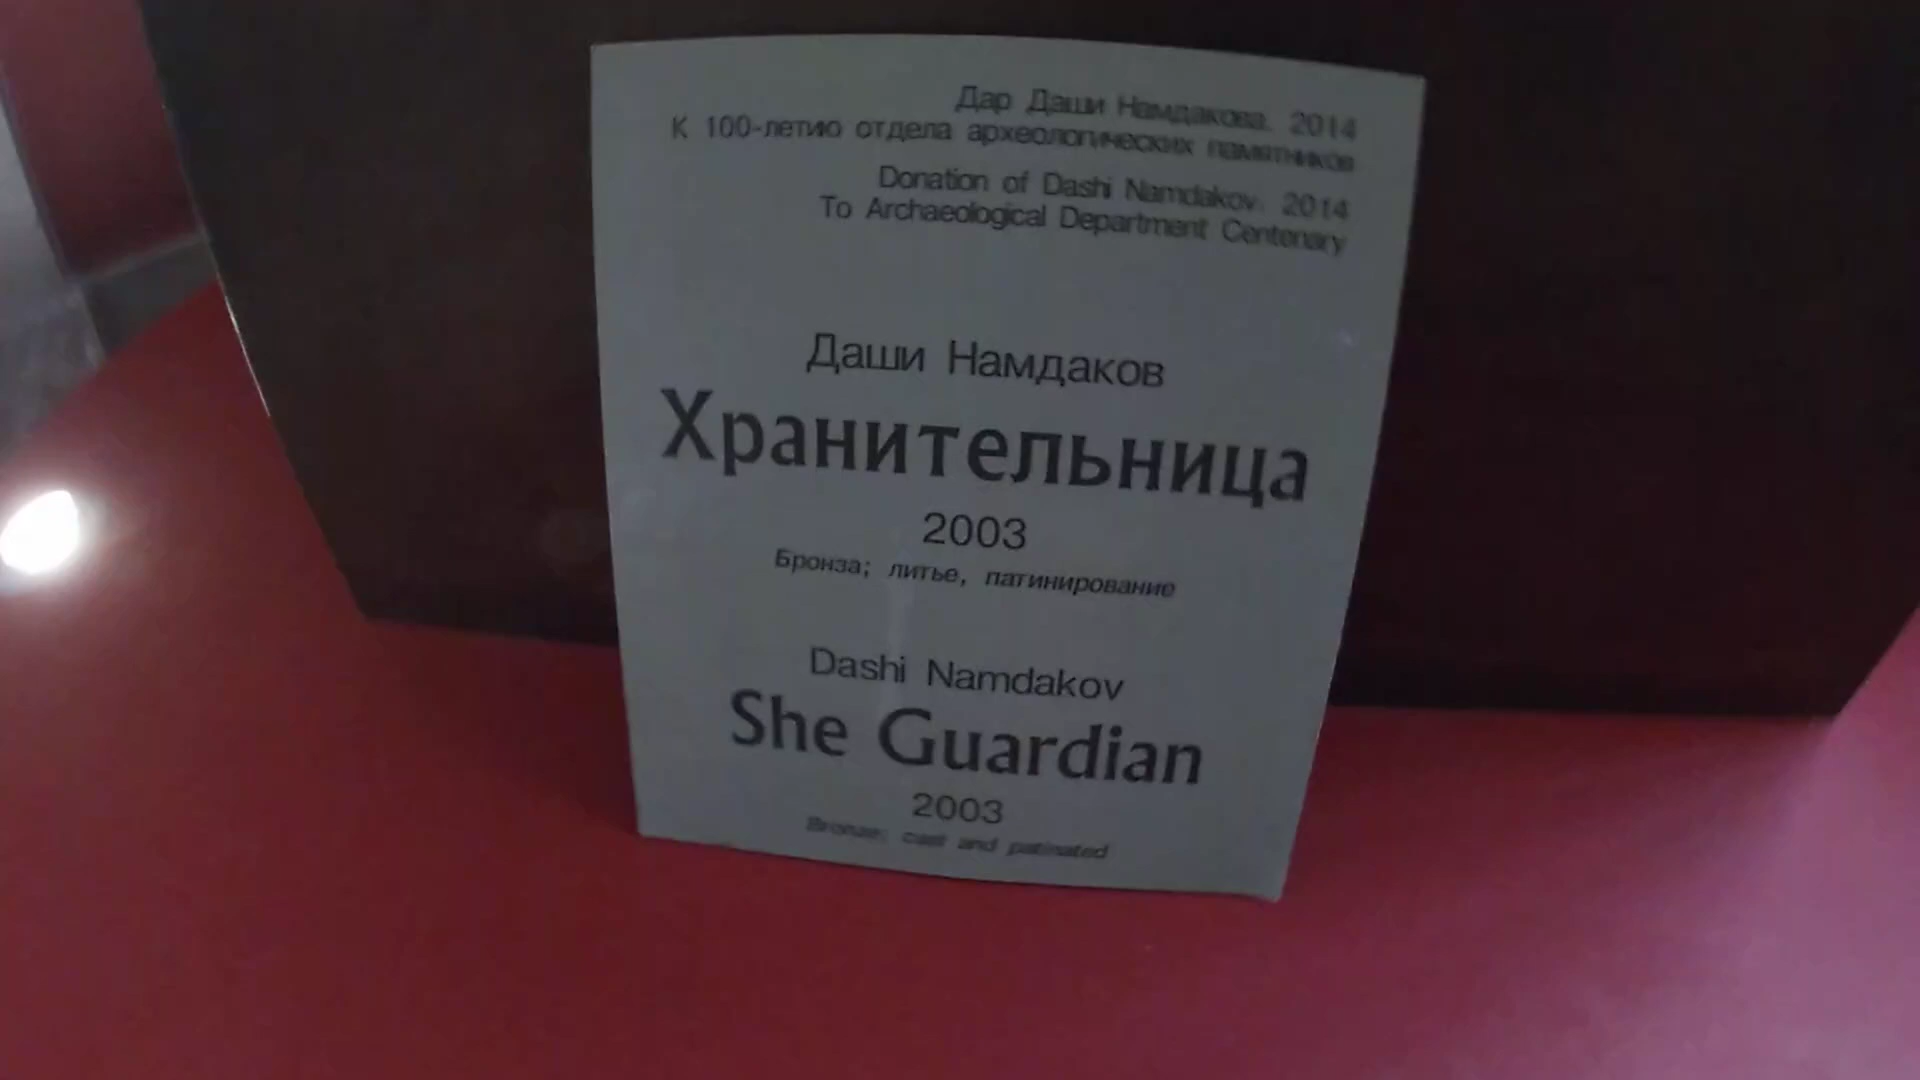 Дар Даши Намдакова. 2014
К 100-летию отдела археологических памятников
Donation of Dashi Namdakov. 2014
To Archaeological Department Centenary
Даши Намдаков
Хранительница
2003
Бронза; литье, патинирование
Dashi Namdakov
She Guardian
2003
Bronze; cast and patinated